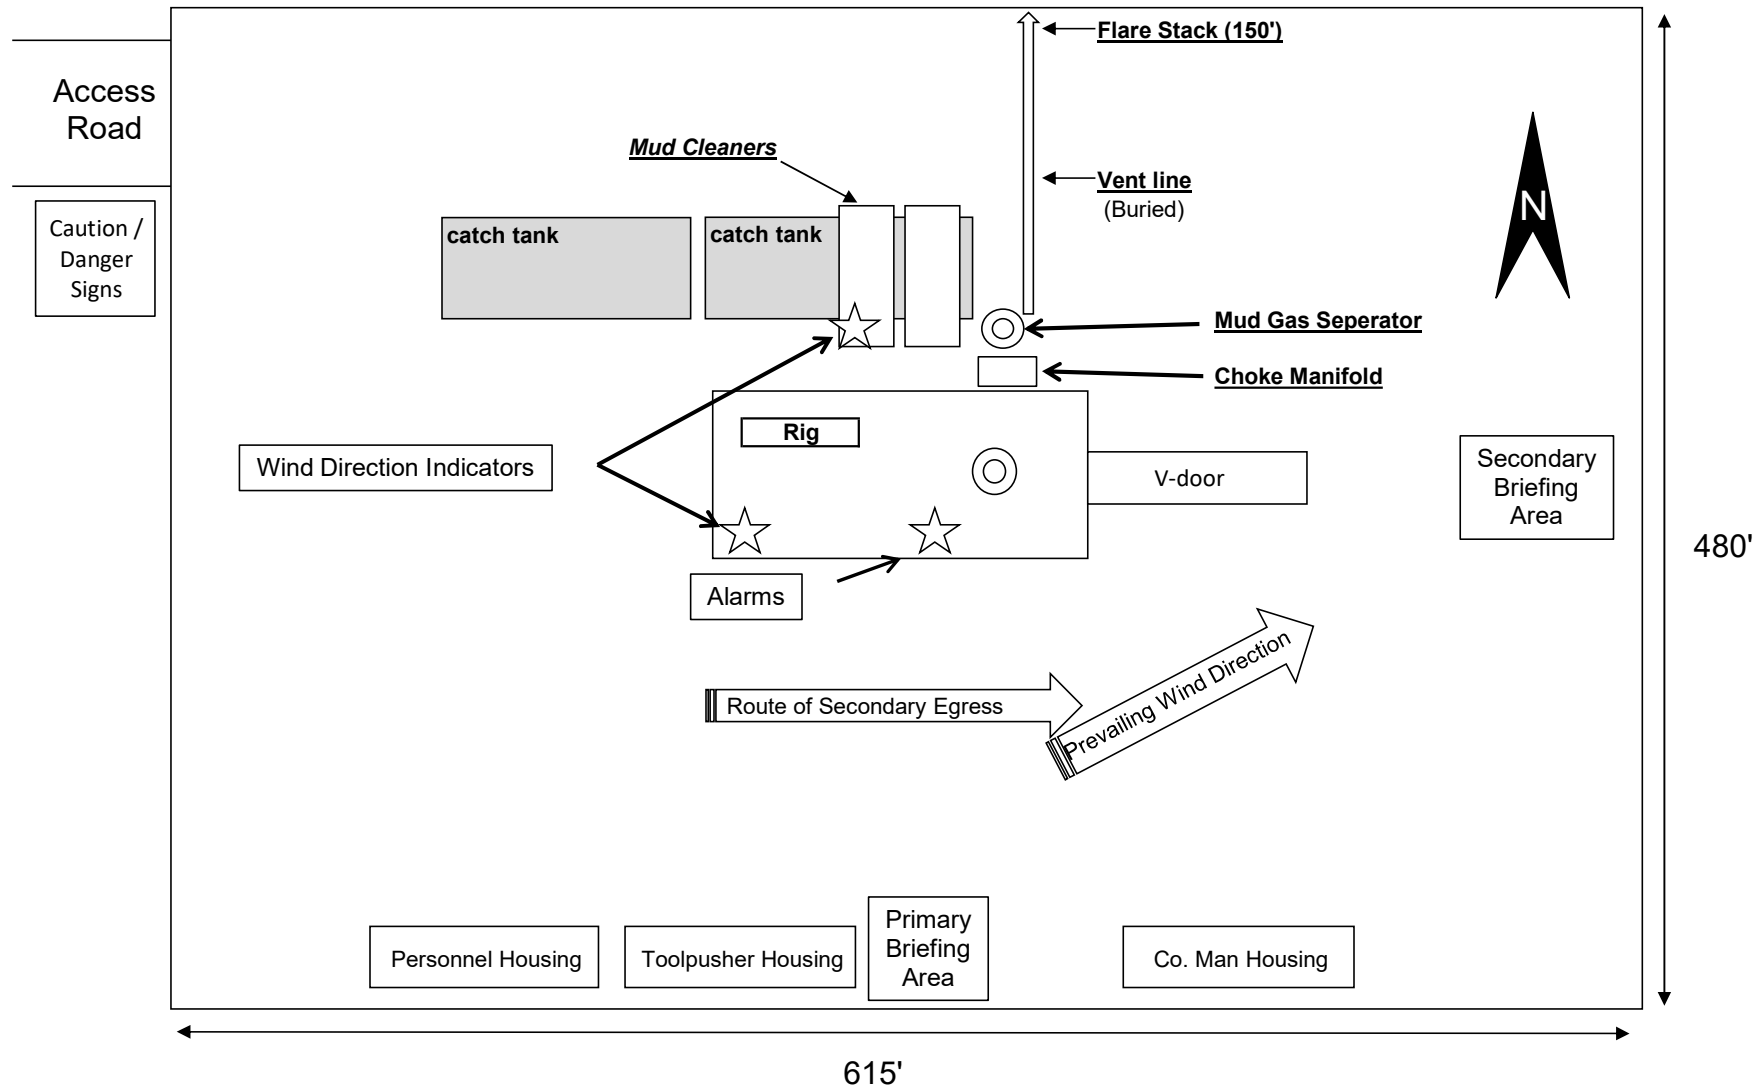 Flare Stack (150')
Access
Road
Mud Cleaners
Vent line
(Buried)
Caution /
Danger
Signs
catch tank
catch tank
N
Mud Gas Seperator
Choke Manifold
Rig
Wind Direction Indicators
V-door
Secondary
Briefing
Area
480'
Alarms
Prevailing Wind Direction
Route of Secondary Egress
Primary
Briefing
Area
Personnel Housing
Toolpusher Housing
Co. Man Housing
615'